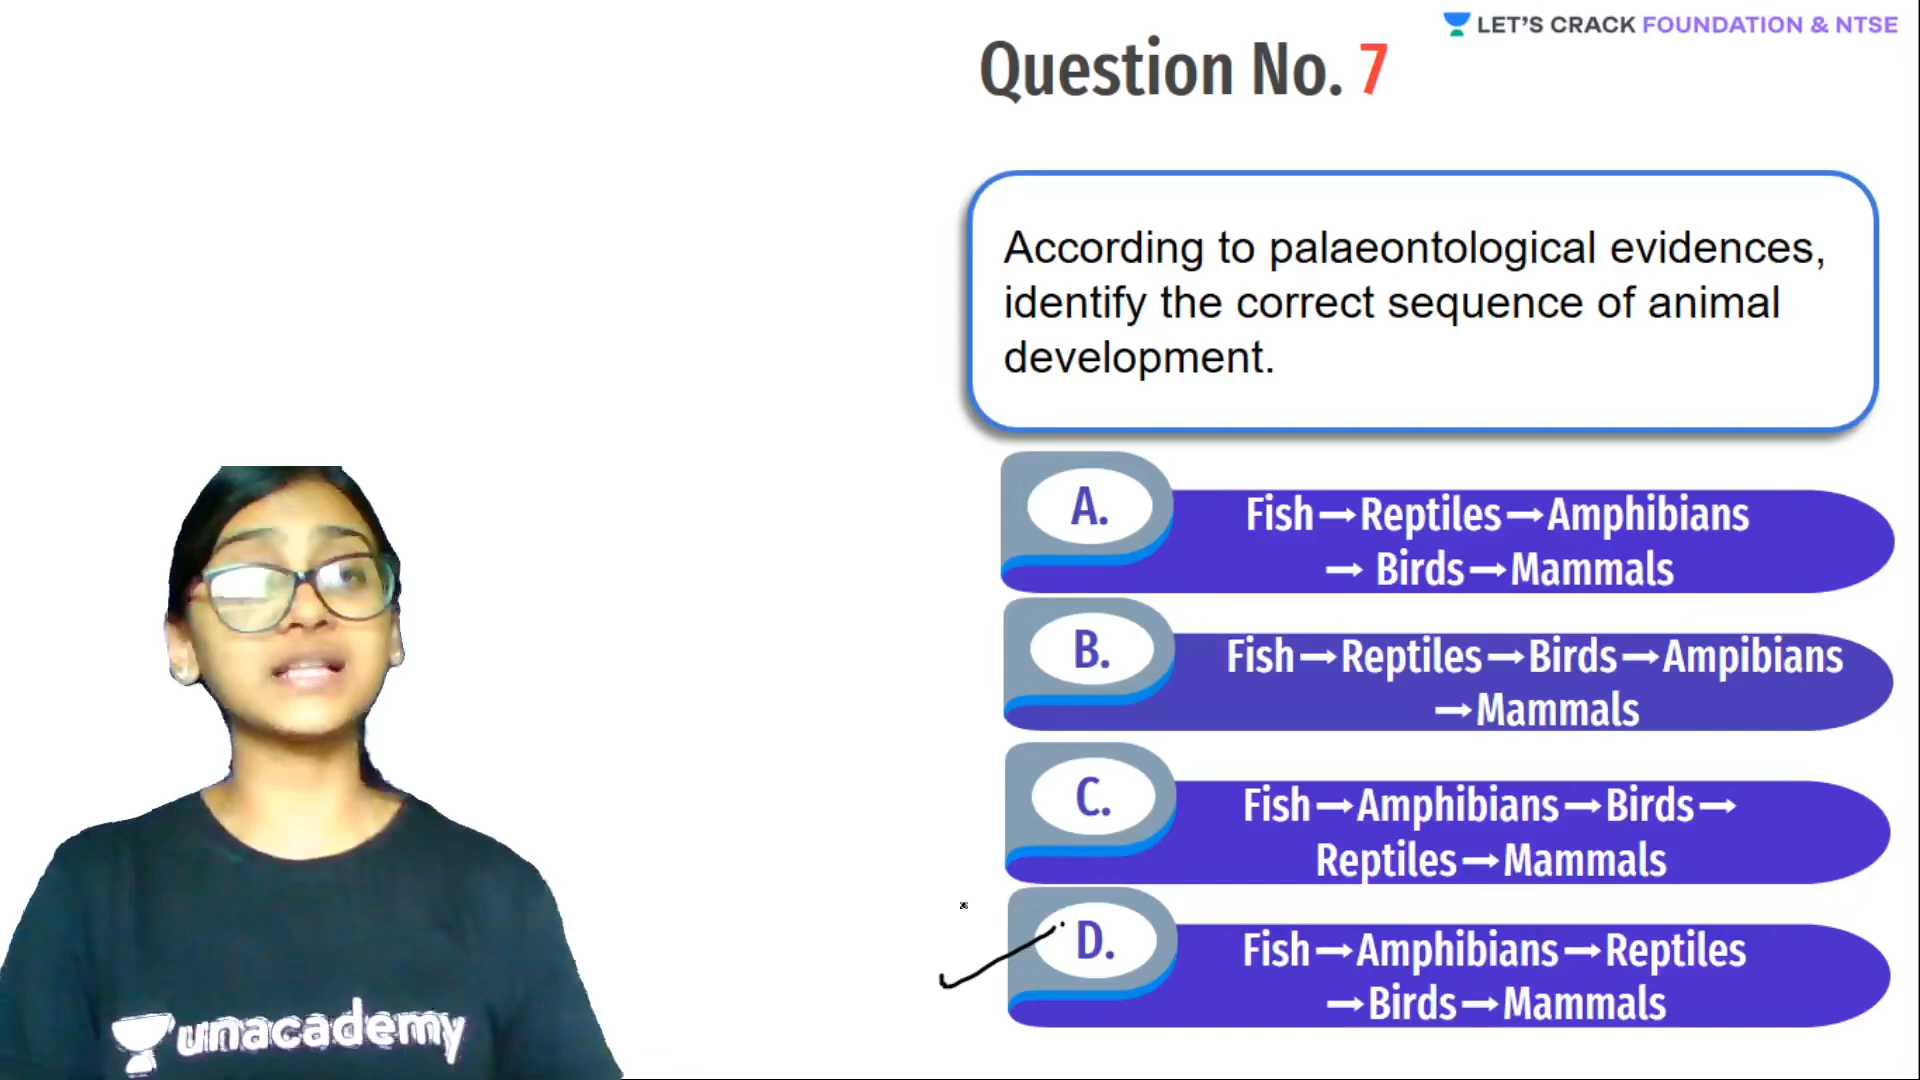 LET'S CRACK FOUNDATION & NTSE
Question No. 7
According to palaeontological evidences,
identify the correct sequence of animal
development.
A.
Fish→Reptiles→Amphibians
→ Birds→Mammals
B.
Fish→Reptiles→Birds→Ampibians
→Mammals
C.
Fish→Amphibians→Birds→
Reptiles→Mammals
D.
Fish→Amphibians→Reptiles
→Birds→Mammals
unacademy